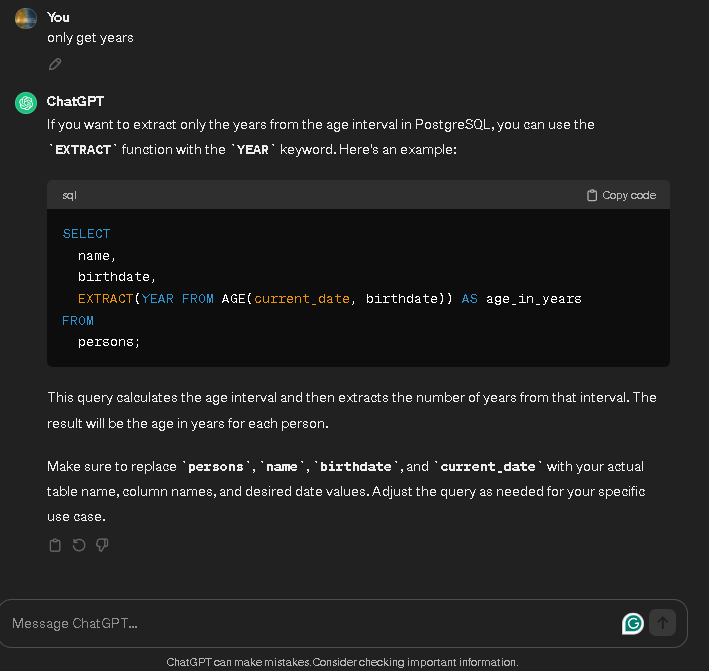 You
only get years
ChatGPT
If you want to extract only the years from the age interval in PostgreSQL, you can use the
`EXTRACT` function with the `YEAR` keyword. Here's an example:
sql
Copy code
SELECT
name,
birthdate,
EXTRACT(YEAR FROM AGE(current_date, birthdate)) AS age_in_years
FROM
persons;
This query calculates the age interval and then extracts the number of years from that interval. The
result will be the age in years for each person.
Make sure to replace `persons`, `name`, `birthdate`, and `current_date` with your actual
table name, column names, and desired date values. Adjust the query as needed for your specific
use case.
Message ChatGPT...
ChatGPT can make mistakes. Consider checking important information.